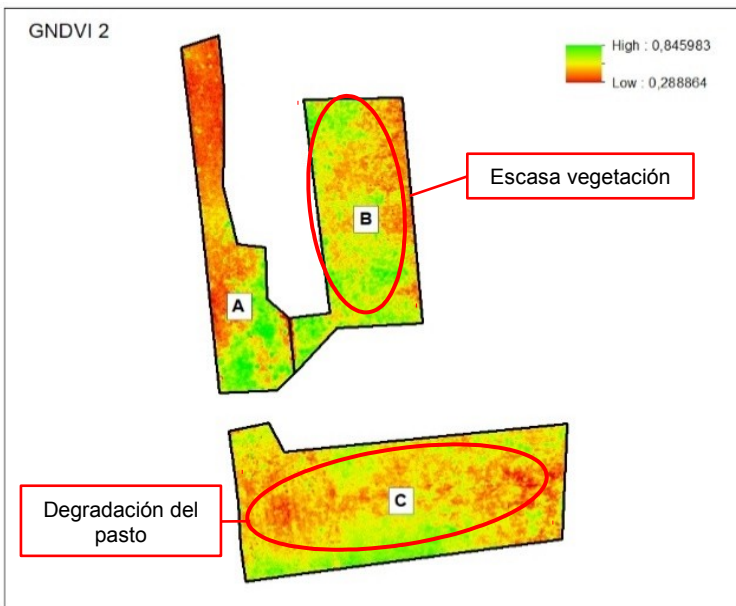 GNDVI 2
High : 0,845983
Low : 0,288864
Escasa vegetación
B
A
C
Degradación del
pasto